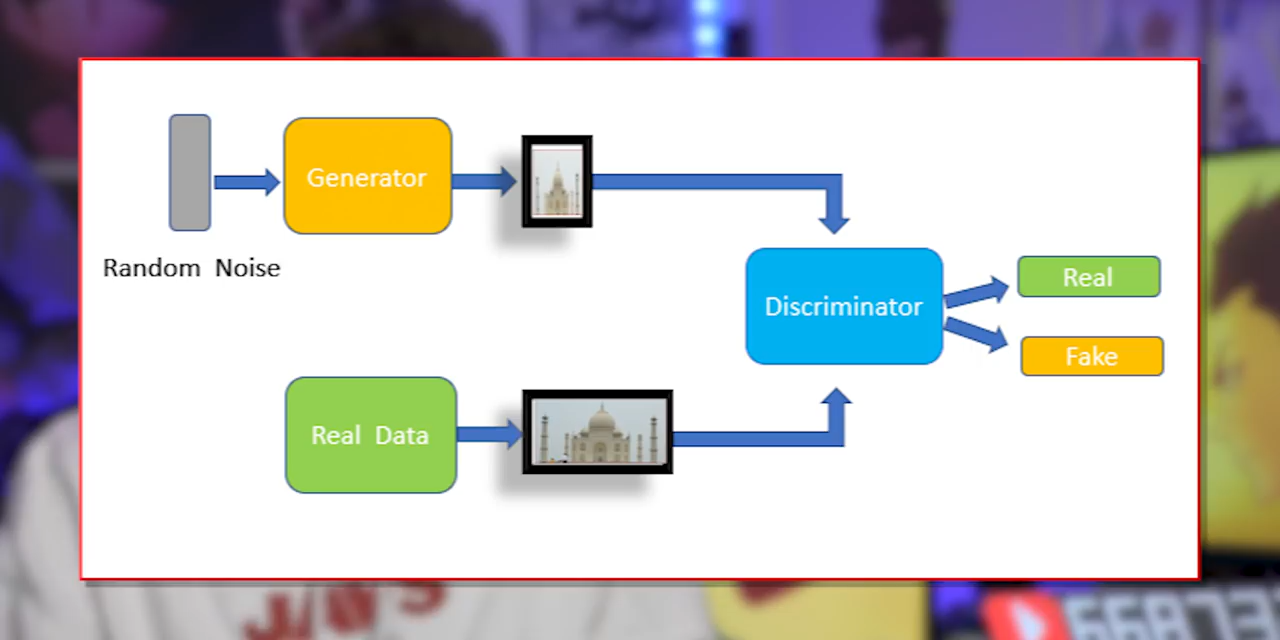 Generator
Random Noise
Discriminator
Real
Fake
Real Data